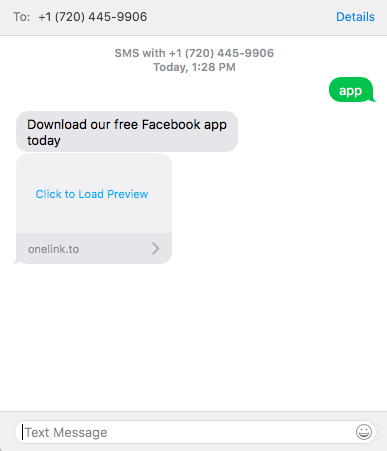 To: +1 (720) 445-9906 Details
SMS with +1 (720) 445-9906
Today, 1:28 PM
app
Download our free Facebook app
today
Click to Load Preview
onelink.to
Text Message